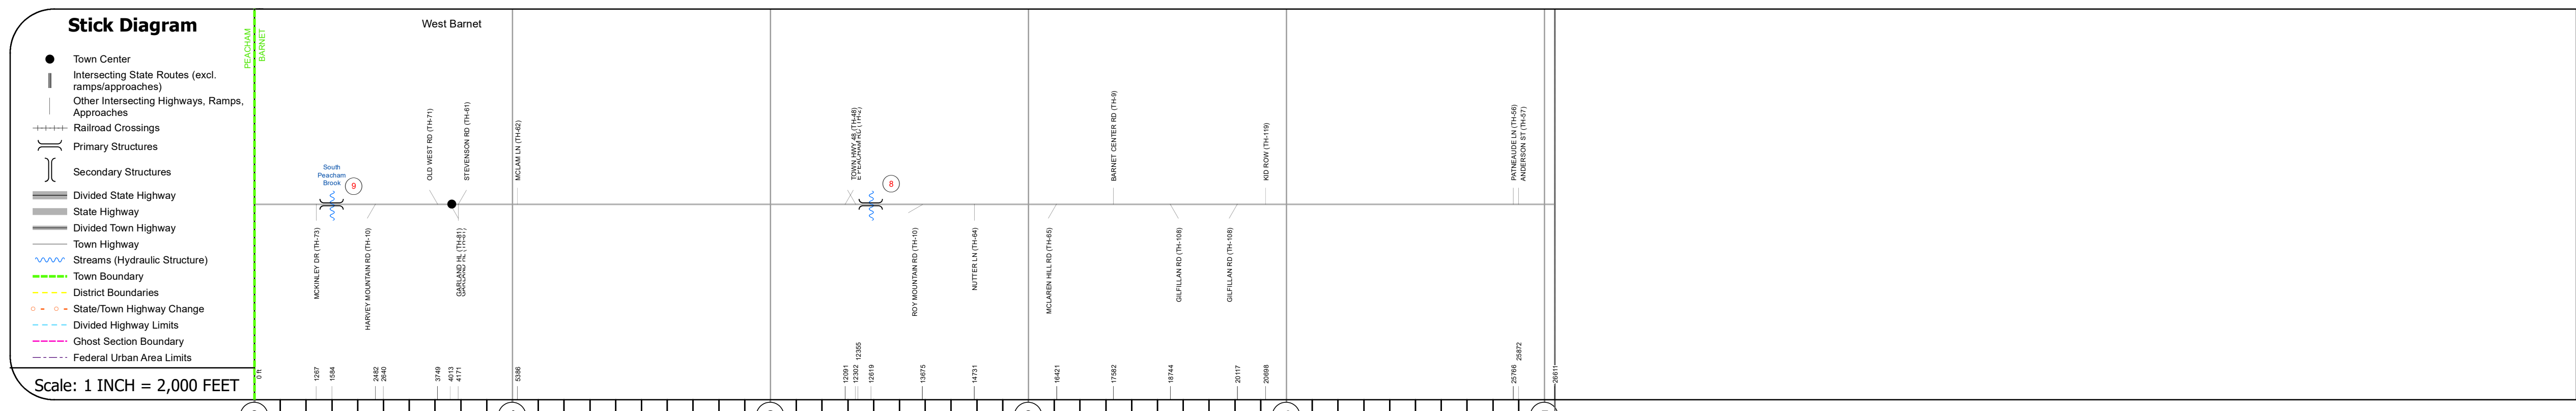 Stick Diagram
Town Center
Intersecting State Routes (excl.
ramps/approaches)
Other Intersecting Highways, Ramps,
Approaches
Railroad Crossings
Primary Structures
Secondary Structures
Divided State Highway
State Highway
Divided Town Highway
Town Highway
Streams (Hydraulic Structure)
Town Boundary
District Boundaries
State/Town Highway Change
Divided Highway Limits
Ghost Section Boundary
Federal Urban Area Limits
Scale: 1 INCH = 2,000 FEET
PEACHAM
BARNET
West Barnet
South
Peacham
Brook
9
8
OLD WEST RD (TH-71)
STEVENSON RD (TH-61)
MCLAM LN (TH-62)
TOWN HWY 48 (TH-48)
BARNET CENTER RD (TH-9)
KID ROW (TH-119)
PATNEAUDE LN (TH-56)
ANDERSON ST (TH-57)
MCKINLEY DR (TH-73)
HARVEY MOUNTAIN RD (TH-10)
GARLAND HL (TH-81)
ROY MOUNTAIN RD (TH-10)
NUTTER LN (TH-64)
MCLAREN HILL RD (TH-65)
GILFILLAN RD (TH-108)
GILFILLAN RD (TH-108)
0 ft
1267
1584
2482
2640
3749
4013
4171
5386
12091
12302
12355
12619
13675
14731
16421
17582
18744
20117
20698
25766
25872
26611